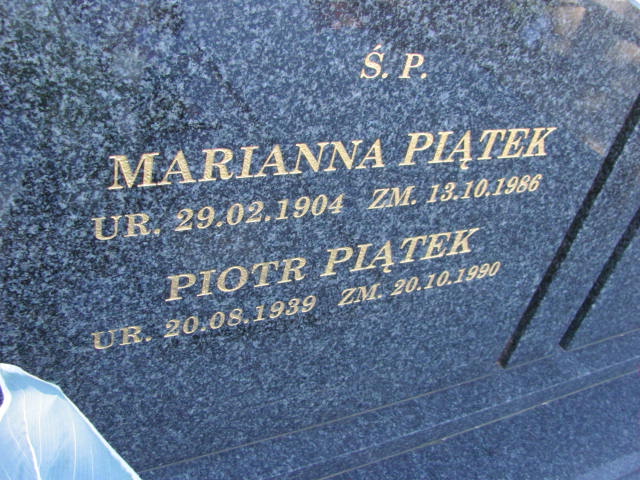 Ś. P.
MARIANNA PIĄTEK
UR. 29.02.1904 ZM. 13.10.1986
PIOTR PIĄTEK
UR. 20.08.1939 ZM. 20.10.1990